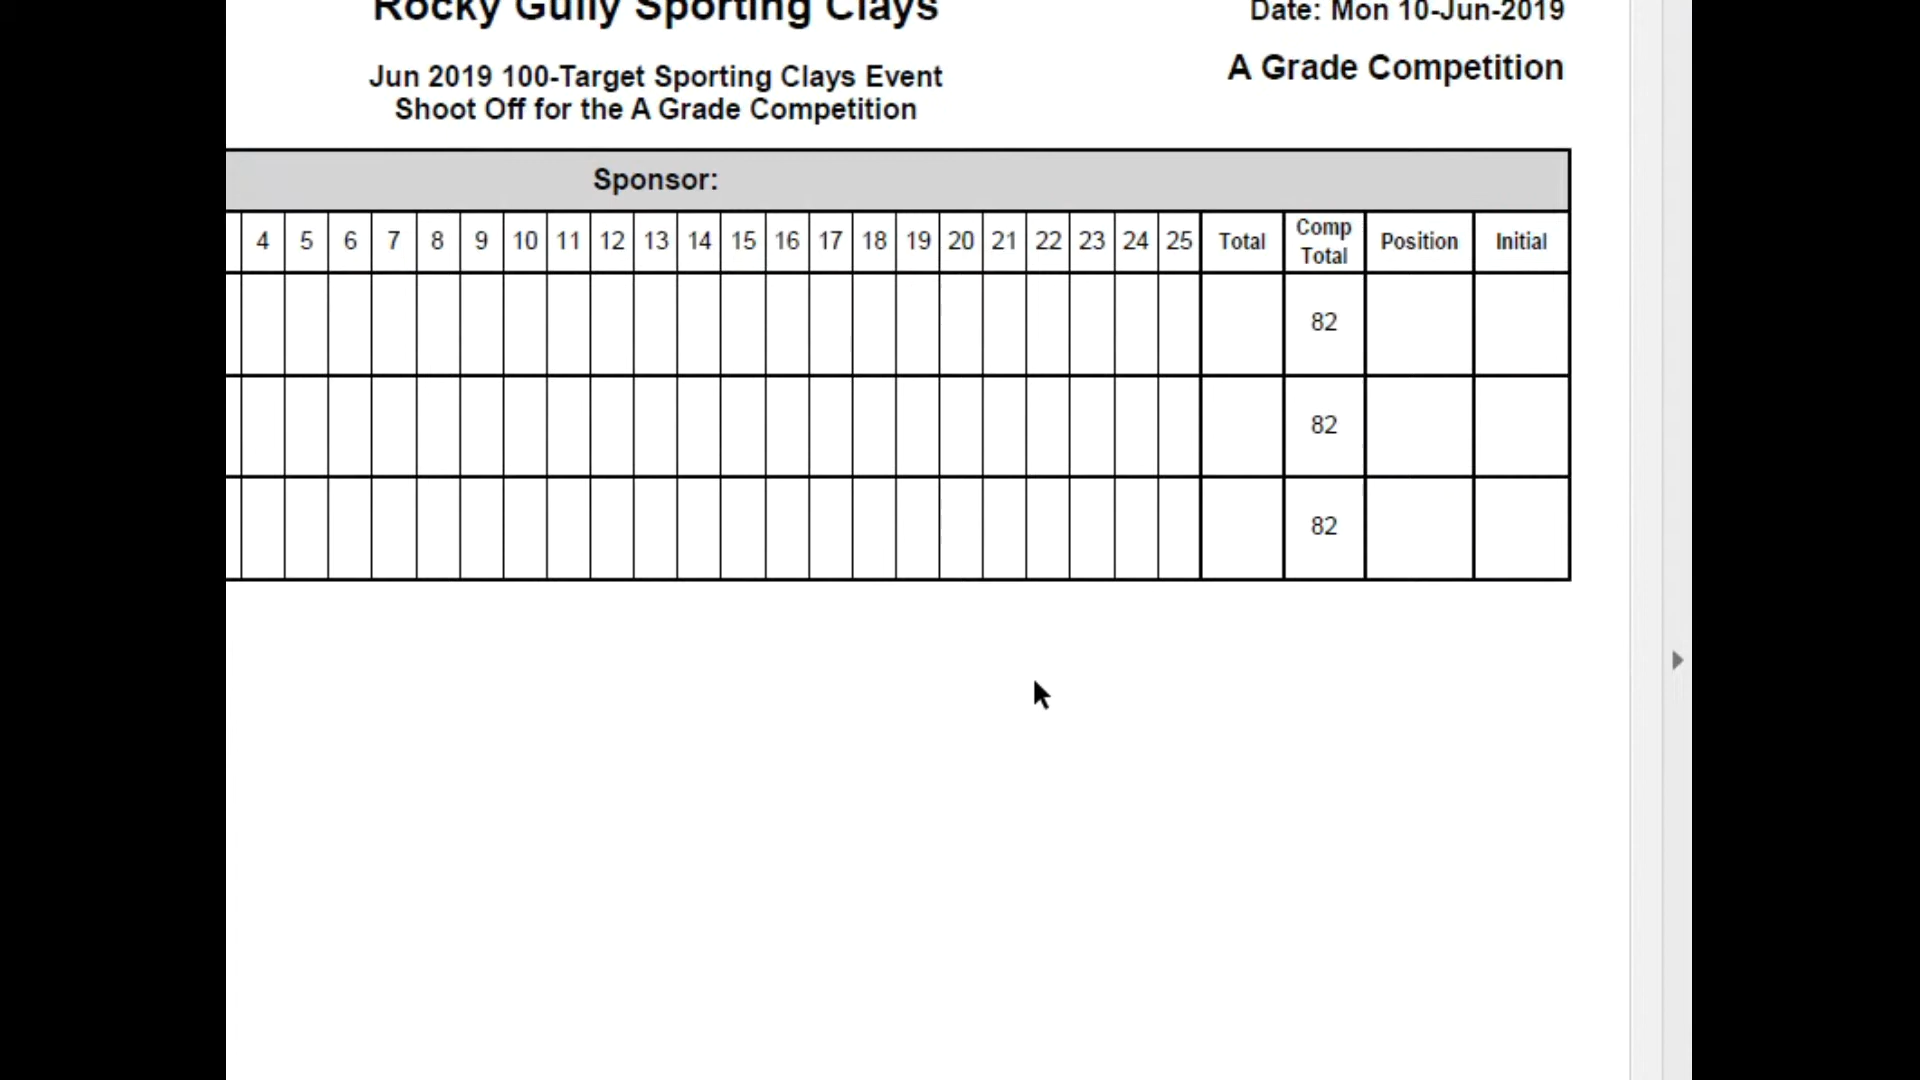 Rocky Gully Sporting Clays
Date: Mon 10-Jun-2019
A Grade Competition
Jun 2019 100-Target Sporting Clays Event
Shoot Off for the A Grade Competition
Sponsor:
4 5 6 7 8 9 10 11 12 13 14 15 16 17 18 19 20 21 22 23 24 25 Total Comp Total Position Initial
82
82
82